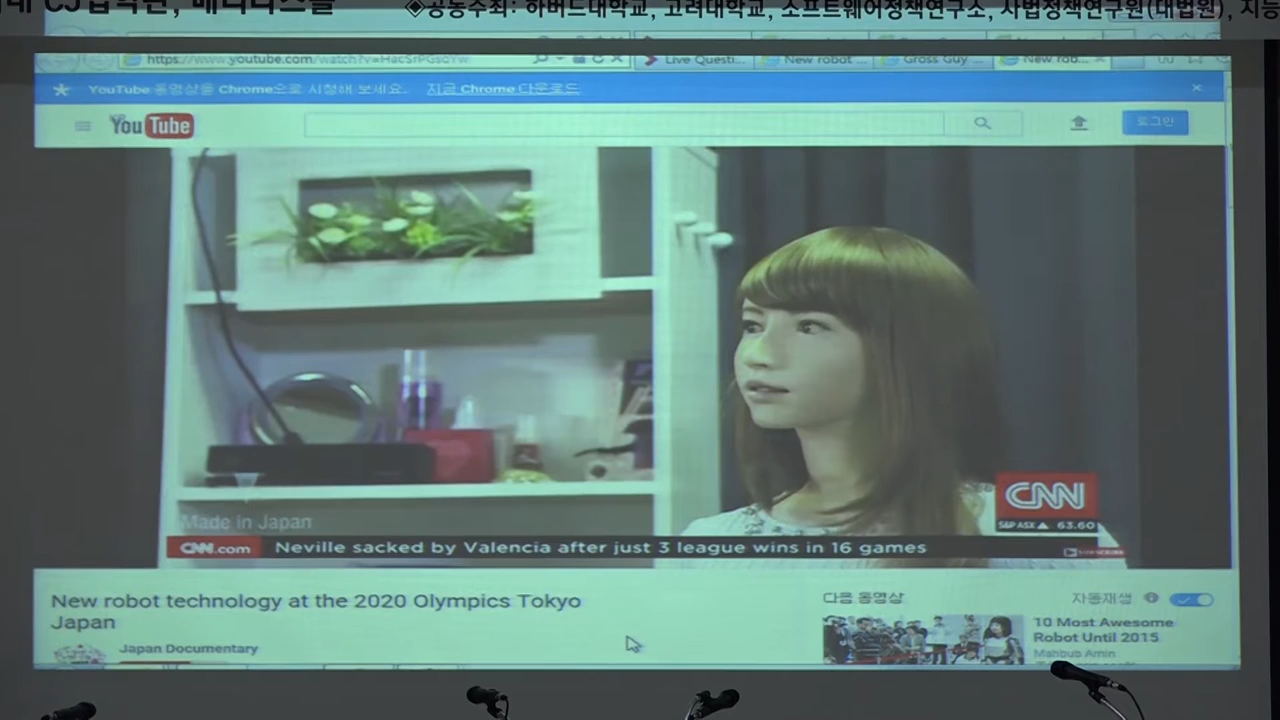 ◈공동주최: 하버드대학교, 고려대학교, 소프트웨어정책연구소, 사법정책연구원(대법원), 지능
https://www.youtube.com/watch?v=
Live Questi...
New robot ...
Gross Guy ...
New rob...
YouTube 동영상을 Chrome으로 시청해 보세요. 지금 Chrome 다운로드
YouTube
로그인
CNN
S&P ASX ▲ 63.60
Made in Japan
CNN.com Neville sacked by Valencia after just 3 league wins in 16 games
New robot technology at the 2020 Olympics Tokyo
Japan
Japan Documentary
다음 동영상
자동재생
10 Most Awesome
Robot Until 2015
Mahbub Amin